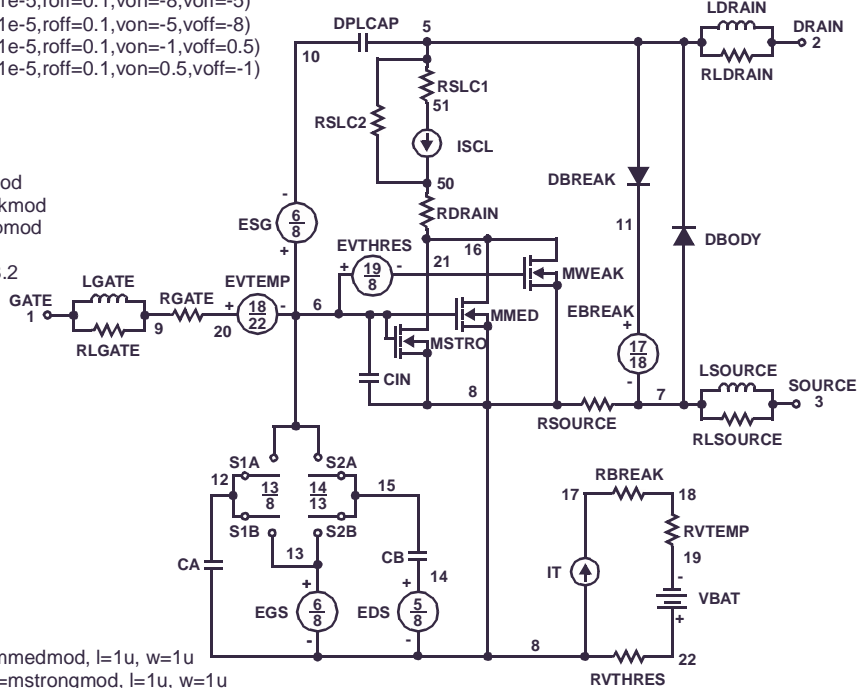 1e-5,roff=0.1,von=-8,voff=-5)
1e-5,roff=0.1,von=-5,voff=-8)
1e-5,roff=0.1,von=-1,voff=0.5)
1e-5,roff=0.1,von=0.5,voff=-1)
LDRAIN
DRAIN
2
RLDRAIN
DPLCAP
5
10
RSLC1
51
RSLC2
ISCL
50
od
kmod
omod
.2
DBREAK
RDRAIN
ESG
-
6
8
+
11
DBODY
EVTHRES
16
21
+
19
8
-
MWEAK
LGATE
EVTEMP
GATE
1
RGATE
+
18
22
-
6
MMED
EBREAK
+
9
20
RLGATE
MSTRO
17
18
-
CIN
LSOURCE
8
7
SOURCE
3
RSOURCE
RLSOURCE
S1A
S2A
12
13
8
14
13
15
RBREAK
17
18
S1B
S2B
RVTEMP
13
CB
19
CA
+
+
14
IT
-
VBAT
EGS
6
8
EDS
5
8
+
-
-
8
22
RVTHRES
mmedmod, l=1u, w=1u
=mstrongmod, l=1u, w=1u